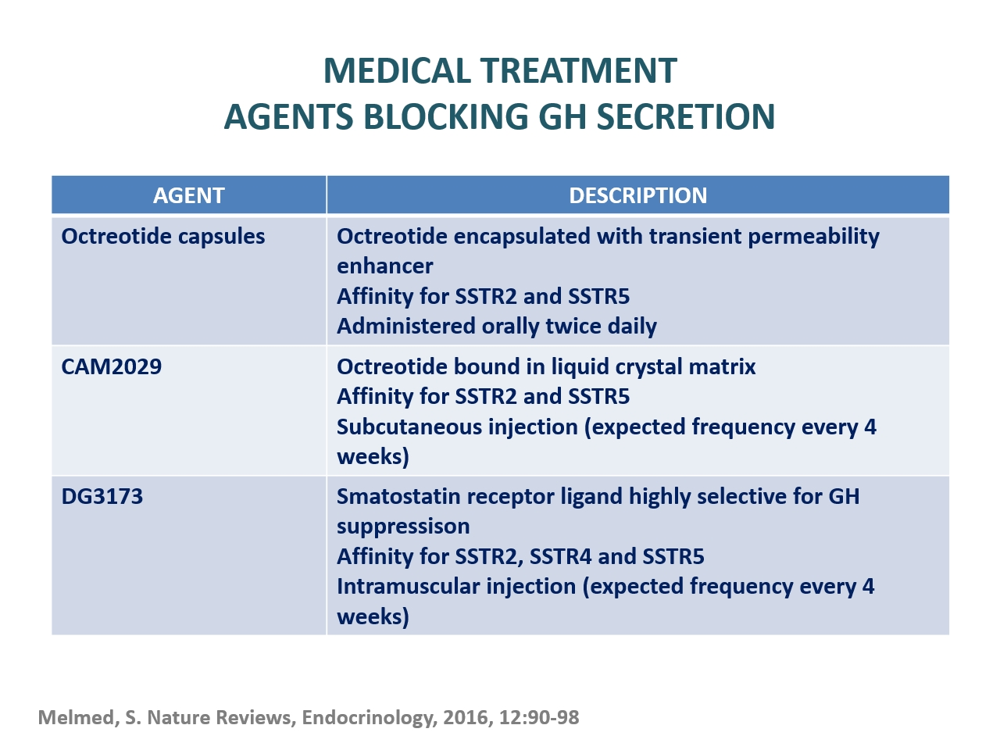 MEDICAL TREATMENT
AGENTS BLOCKING GH SECRETION
AGENT
DESCRIPTION
Octreotide capsules
Octreotide encapsulated with transient permeability
enhancer
Affinity for SSTR2 and SSTR5
Administered orally twice daily
CAM2029
Octreotide bound in liquid crystal matrix
Affinity for SSTR2 and SSTR5
Subcutaneous injection (expected frequency every 4
weeks)
DG3173
Smatostatin receptor ligand highly selective for GH
suppressison
Affinity for SSTR2, SSTR4 and SSTR5
Intramuscular injection (expected frequency every 4
weeks)
Melmed, S. Nature Reviews, Endocrinology, 2016, 12:90-98